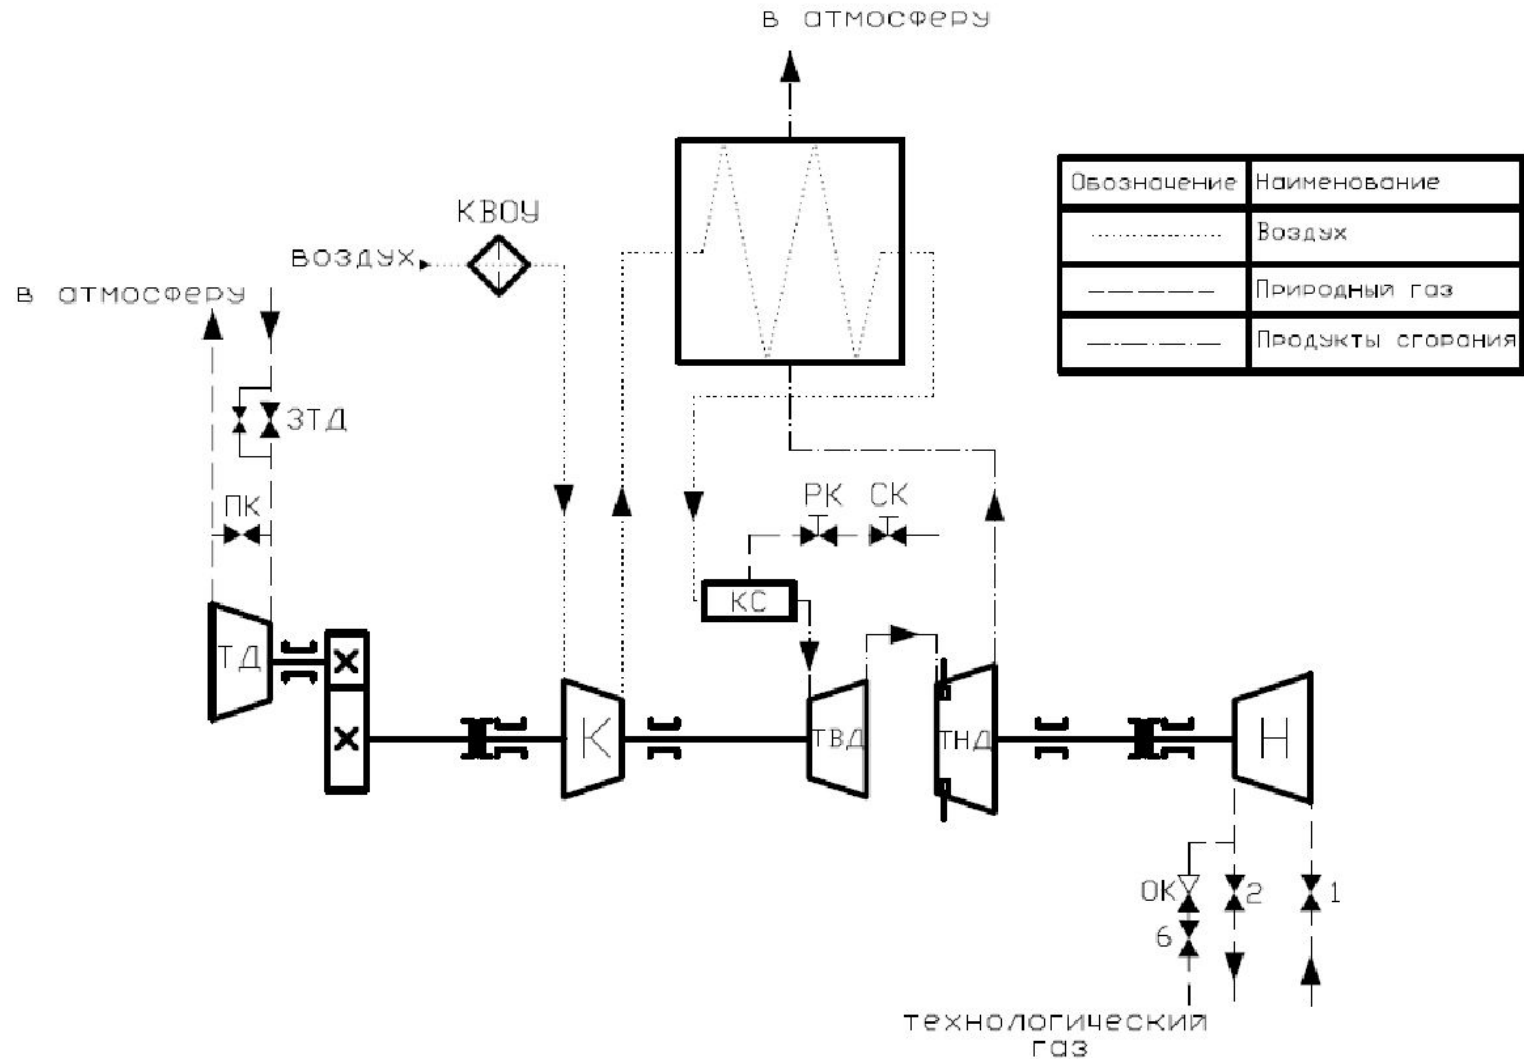 в атмосферу
Обозначение Наименование
Воздух
Природный газ
Продукты сгорания
КВОУ
воздух
в атмосферу
ЗТД
ПК
РК СК
КС
ТД
К
ТВД
ТНД
Н
ОК 2 1
6
технологический
газ